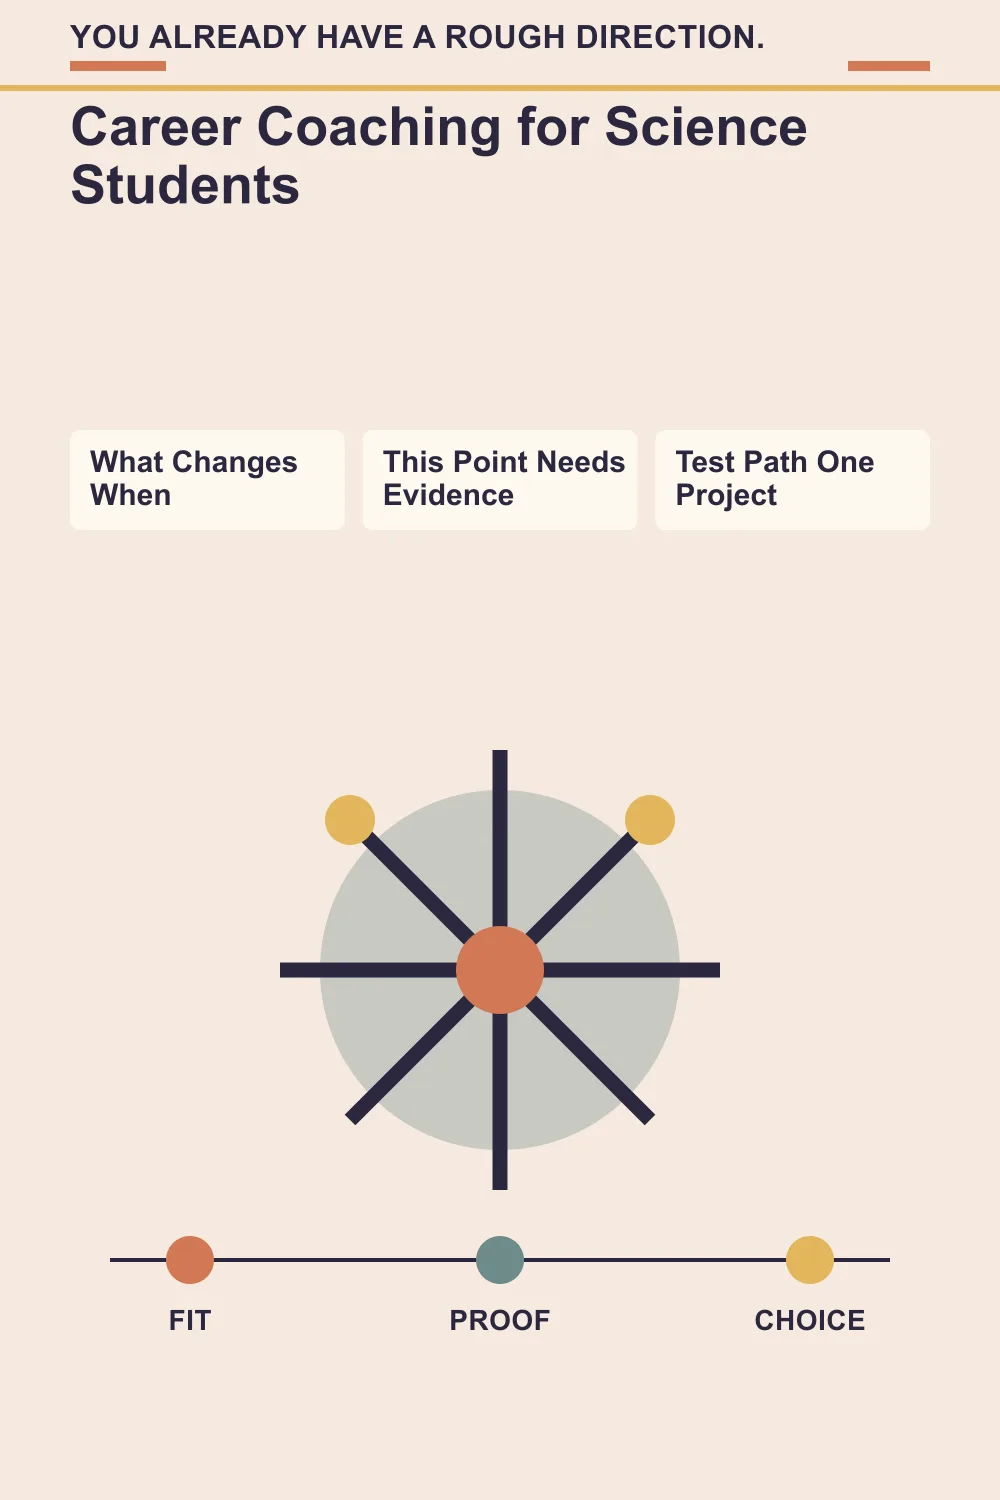 YOU ALREADY HAVE A ROUGH DIRECTION.
Career Coaching for Science
Students
What Changes
When
This Point Needs
Evidence
Test Path One
Project
FIT
PROOF
CHOICE